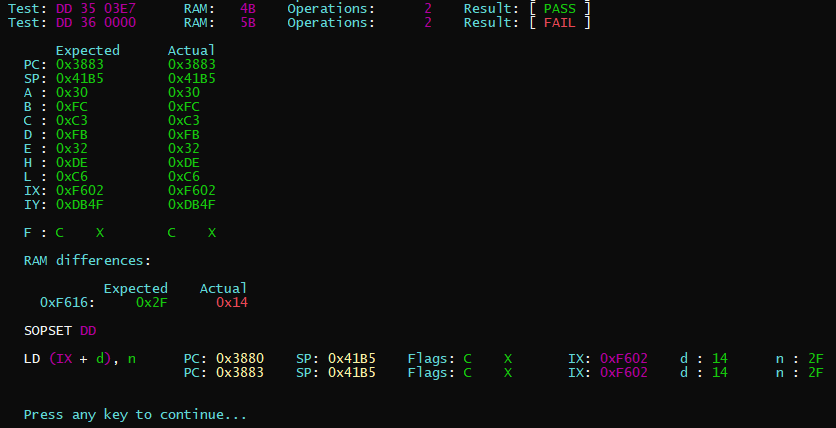 Test: DD 35 03E7 RAM: 4B Operations: 2 Result: [ PASS ]
Test: DD 36 0000 RAM: 5B Operations: 2 Result: [ FAIL ]
Expected Actual
PC: 0x3883 0x3883
SP: 0x41B5 0x41B5
A : 0x30 0x30
B : 0xFC 0xFC
C : 0xC3 0xC3
D : 0xFB 0xFB
E : 0x32 0x32
H : 0xDE 0xDE
L : 0xC6 0xC6
IX: 0xF602 0xF602
IY: 0xDB4F 0xDB4F
F : C X C X
RAM differences:
Expected Actual
0xF616: 0x2F 0x14
SOPSET DD
LD (IX + d), n PC: 0x3880 SP: 0x41B5 Flags: C X IX: 0xF602 d : 14 n : 2F
PC: 0x3883 SP: 0x41B5 Flags: C X IX: 0xF602 d : 14 n : 2F
Press any key to continue...